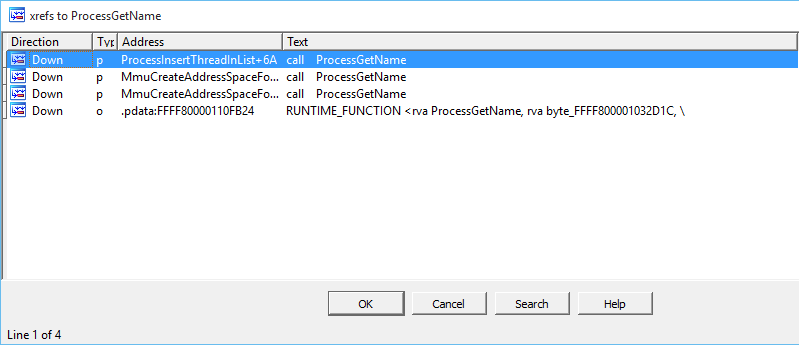 xrefs to ProcessGetName
Direction Typ Address Text
Down p ProcessInsertThreadInList+6A call ProcessGetName
Down p MmuCreateAddressSpaceFo... call ProcessGetName
Down p MmuCreateAddressSpaceFo... call ProcessGetName
Down o .pdata:FFFF80000110FB24 RUNTIME_FUNCTION <rva ProcessGetName, rva byte_FFFF800001032D1C, \
OK Cancel Search Help
Line 1 of 4